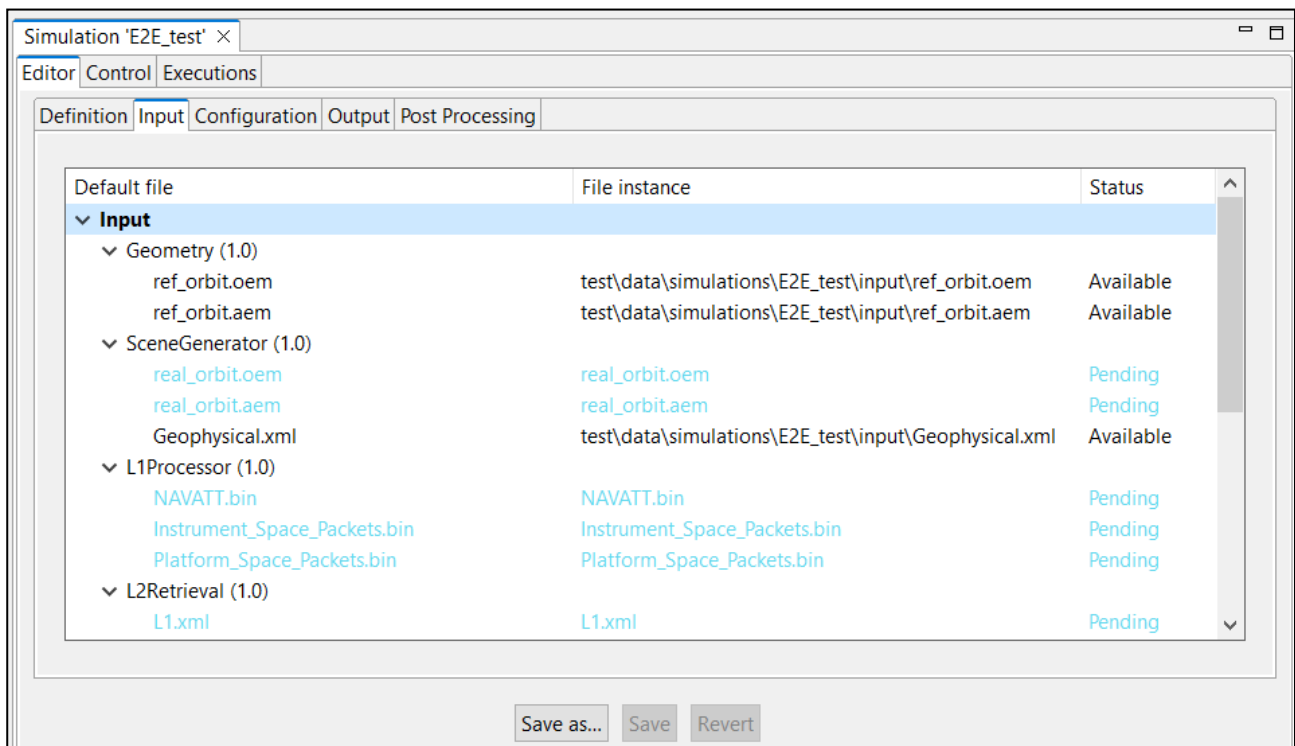 Simulation 'E2E_test'
Editor Control Executions
Definition Input Configuration Output Post Processing
Default file File instance Status
Input
Geometry (1.0)
ref_orbit.oem test\data\simulations\E2E_test\input\ref_orbit.oem Available
ref_orbit.aem test\data\simulations\E2E_test\input\ref_orbit.aem Available
SceneGenerator (1.0)
real_orbit.oem real_orbit.oem Pending
real_orbit.aem real_orbit.aem Pending
Geophysical.xml test\data\simulations\E2E_test\input\Geophysical.xml Available
L1Processor (1.0)
NAVATT.bin NAVATT.bin Pending
Instrument_Space_Packets.bin Instrument_Space_Packets.bin Pending
Platform_Space_Packets.bin Platform_Space_Packets.bin Pending
L2Retrieval (1.0)
L1.xml L1.xml Pending
Save as... Save Revert